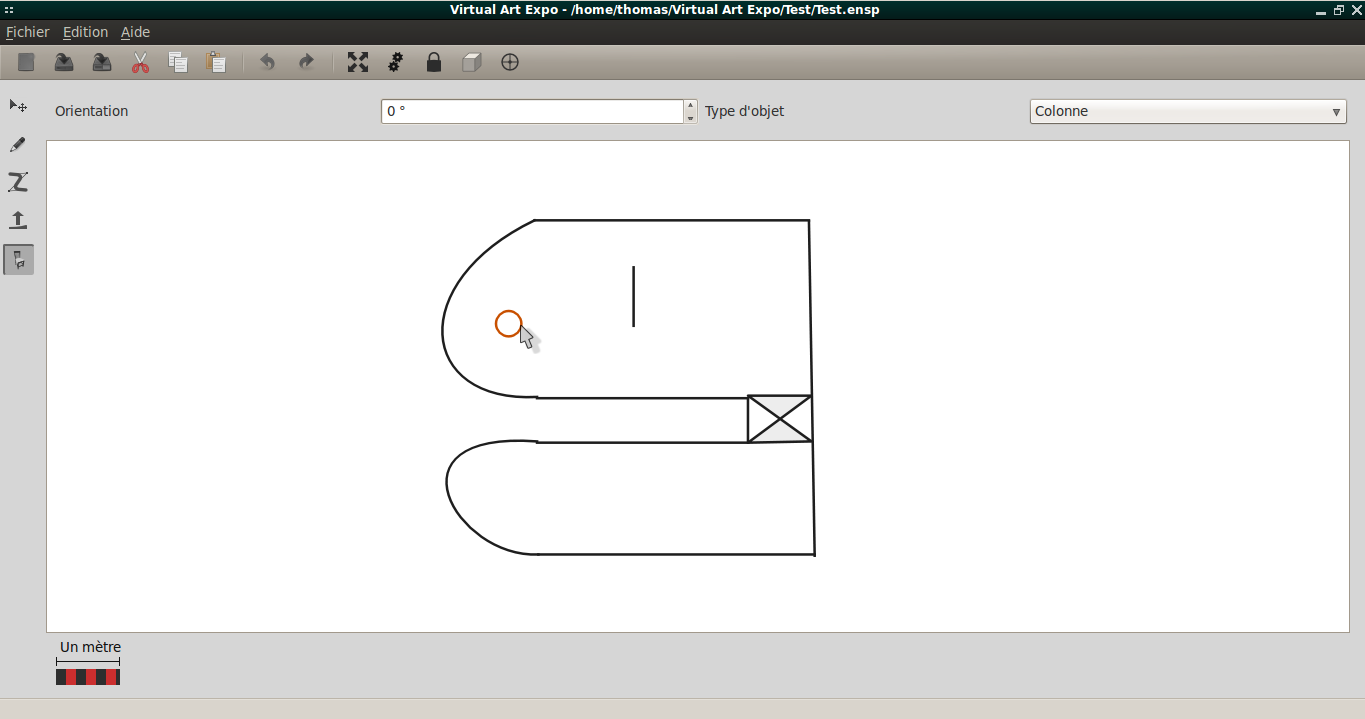 Virtual Art Expo - /home/thomas/Virtual Art Expo/Test/Test.ensp
Fichier Edition Aide
Orientation 0 ° Type d'objet Colonne
Un mètre